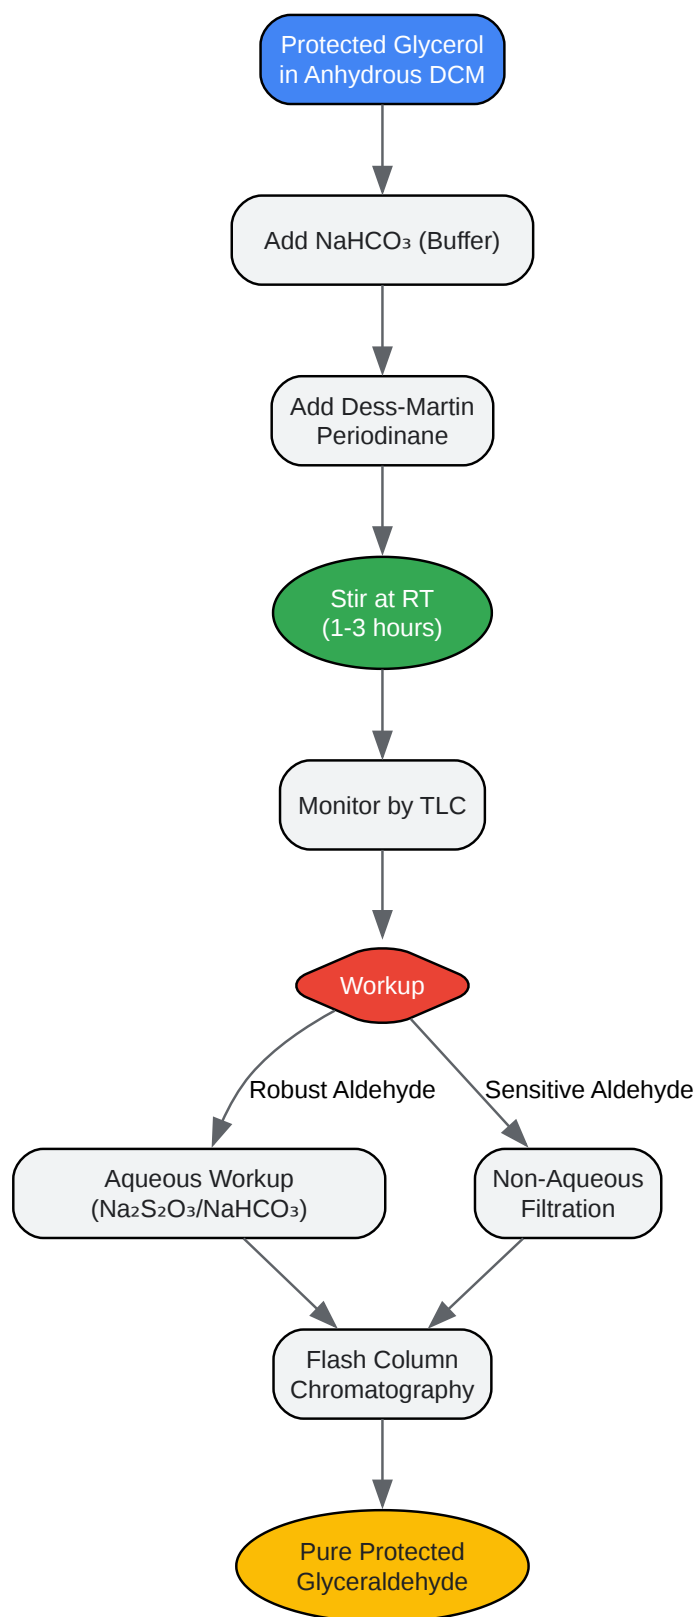 Protected Glycerol
in Anhydrous DCM
Add NaHCO₃ (Buffer)
Add Dess-Martin
Periodinane
Stir at RT
(1-3 hours)
Monitor by TLC
Workup
Robust Aldehyde
Sensitive Aldehyde
Aqueous Workup
(Na₂S₂O₃/NaHCO₃)
Non-Aqueous
Filtration
Flash Column
Chromatography
Pure Protected
Glyceraldehyde